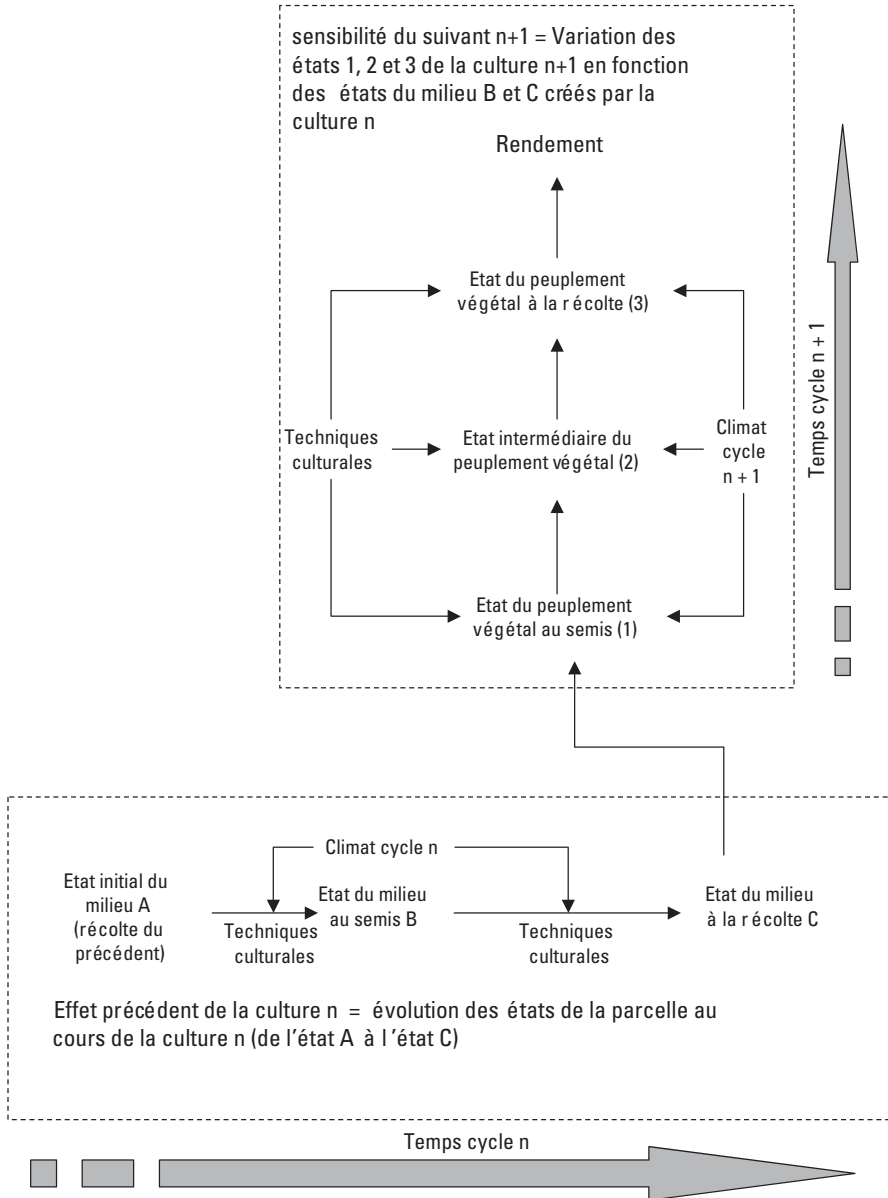 sensibilité du suivant n+1 = Variation des
états 1, 2 et 3 de la culture n+1 en fonction
des états du milieu B et C créés par la
culture n
Rendement
Etat du peuplement
végétal à la récolte (3)
Techniques
culturales
Etat intermédiaire du
peuplement végétal (2)
Climat
cycle
n + 1
Etat du peuplement
végétal au semis (1)
Temps cycle n + 1
Climat cycle n
Etat initial du
milieu A
(récolte du
précédent)
Techniques
culturales
Etat du milieu
au semis B
Techniques
culturales
Etat du milieu
à la récolte C
Effet précédent de la culture n = évolution des états de la parcelle au
cours de la culture n (de l'état A à l'état C)
Temps cycle n